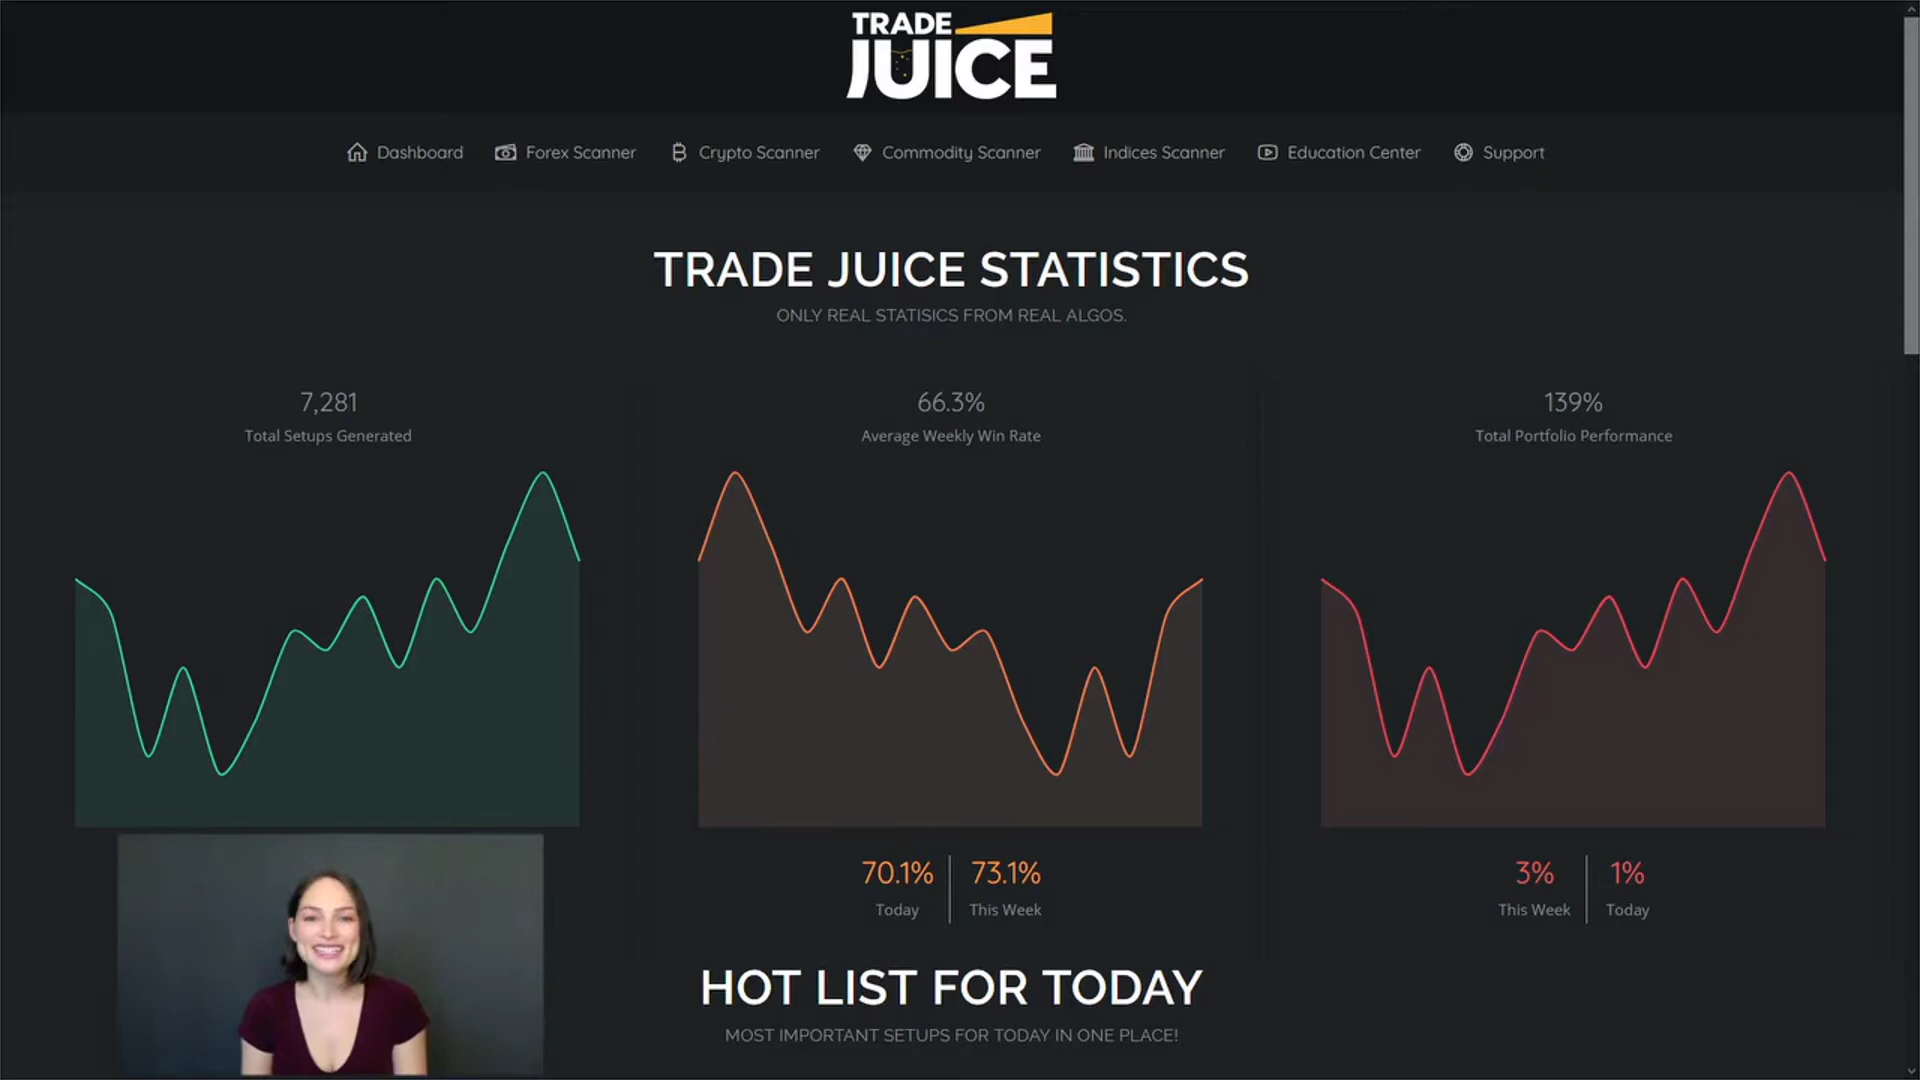 TRADE
JUICE
Dashboard
Forex Scanner
Crypto Scanner
Commodity Scanner
Indices Scanner
Education Center
Support
TRADE JUICE STATISTICS
ONLY REAL STATISICS FROM REAL ALGOS.
7,281
Total Setups Generated
66.3%
Average Weekly Win Rate
70.1%
Today
73.1%
This Week
139%
Total Portfolio Performance
3%
This Week
1%
Today
HOT LIST FOR TODAY
MOST IMPORTANT SETUPS FOR TODAY IN ONE PLACE!